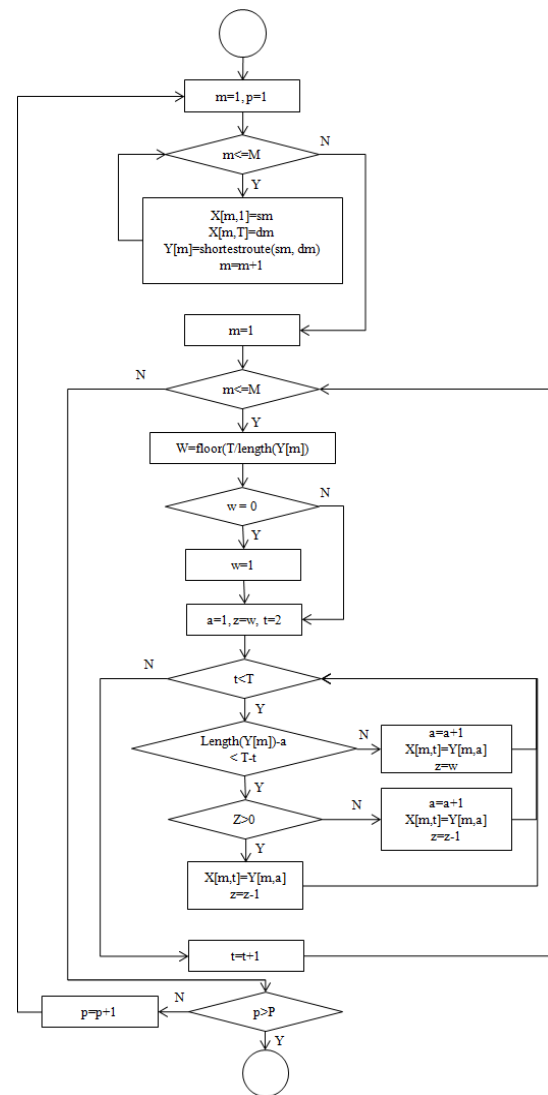 m=1, p=1
m<=M
N
Y
X[m,1]=sm
X[m,T]=dm
Y[m]=shortestroute(sm, dm)
m=m+1
m=1
N
m<=M
Y
W=floor(T/length(Y[m])
w = 0
N
Y
w=1
a=1, z=w, t=2
N
t<T
Y
Length(Y[m])-a
< T-t
N
a=a+1
X[m,t]=Y[m,a]
z=w
Y
Z>0
N
a=a+1
X[m,t]=Y[m,a]
z=z-1
Y
X[m,t]=Y[m,a]
z=z-1
t=t+1
p=p+1
N
p>P
Y